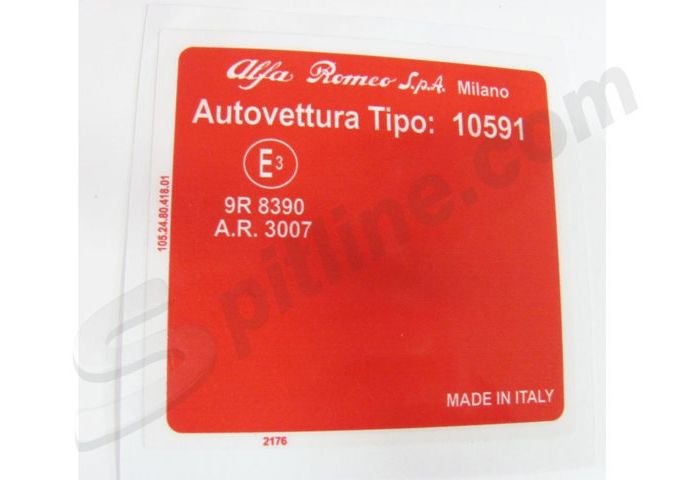 Alfa Romeo S.p.A. Milano
Autovettura Tipo: 10591
E3
9R 8390
A.R. 3007
105.24.80.418.01
MADE IN ITALY
2176
Spitline.com